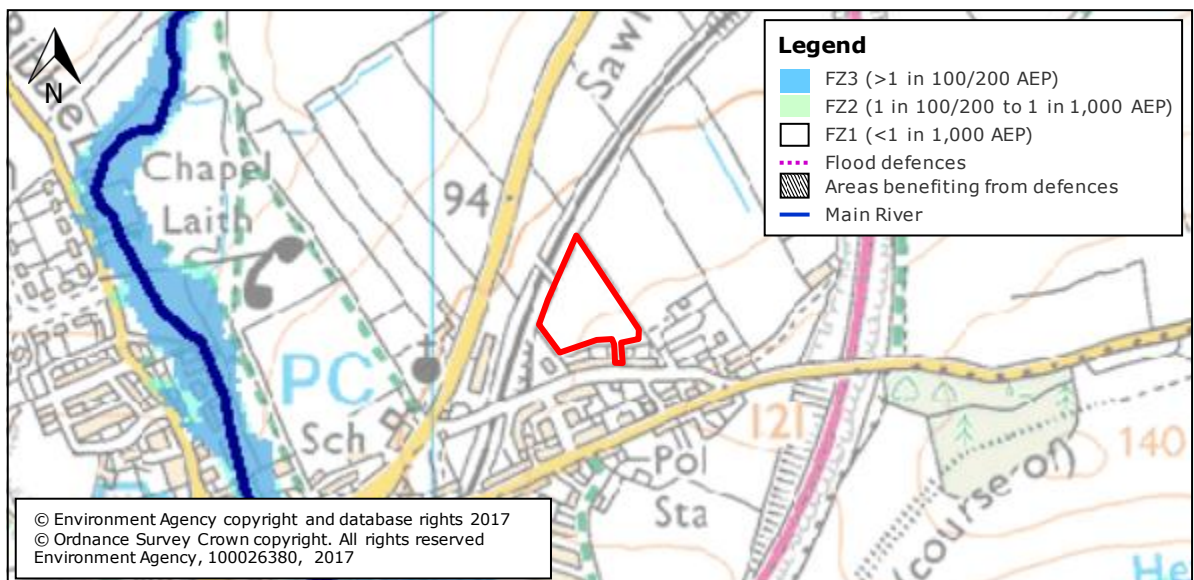 Ribble
N
Chapel
Laith
94
Sawl
PC
Sch
121
Pol
Sta
140
course of)
He
Legend
FZ3 (>1 in 100/200 AEP)
FZ2 (1 in 100/200 to 1 in 1,000 AEP)
FZ1 (<1 in 1,000 AEP)
Flood defences
Areas benefiting from defences
Main River
© Environment Agency copyright and database rights 2017
© Ordnance Survey Crown copyright. All rights reserved
Environment Agency, 100026380, 2017